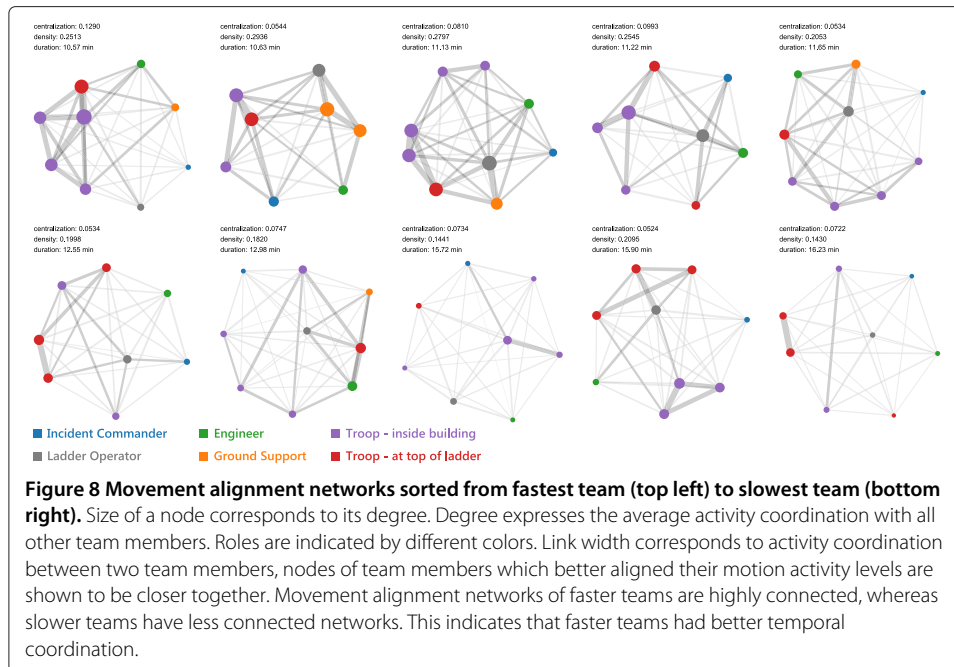 centralization: 0.1290
density: 0.2513
duration: 10.57 min
centralization: 0.0544
density: 0.2936
duration: 10.63 min
centralization: 0.0810
density: 0.2797
duration: 11.13 min
centralization: 0.0993
density: 0.2545
duration: 11.22 min
centralization: 0.0534
density: 0.2053
duration: 11.65 min
centralization: 0.0534
density: 0.1998
duration: 12.55 min
centralization: 0.0747
density: 0.1820
duration: 12.98 min
centralization: 0.0734
density: 0.1441
duration: 15.72 min
centralization: 0.0524
density: 0.2095
duration: 15.90 min
centralization: 0.0722
density: 0.1430
duration: 16.23 min
Incident Commander
Engineer
Troop - inside building
Ladder Operator
Ground Support
Troop - at top of ladder
Figure 8 Movement alignment networks sorted from fastest team (top left) to slowest team (bottom
right). Size of a node corresponds to its degree. Degree expresses the average activity coordination with all
other team members. Roles are indicated by different colors. Link width corresponds to activity coordination
between two team members, nodes of team members which better aligned their motion activity levels are
shown to be closer together. Movement alignment networks of faster teams are highly connected, whereas
slower teams have less connected networks. This indicates that faster teams had better temporal
coordination.